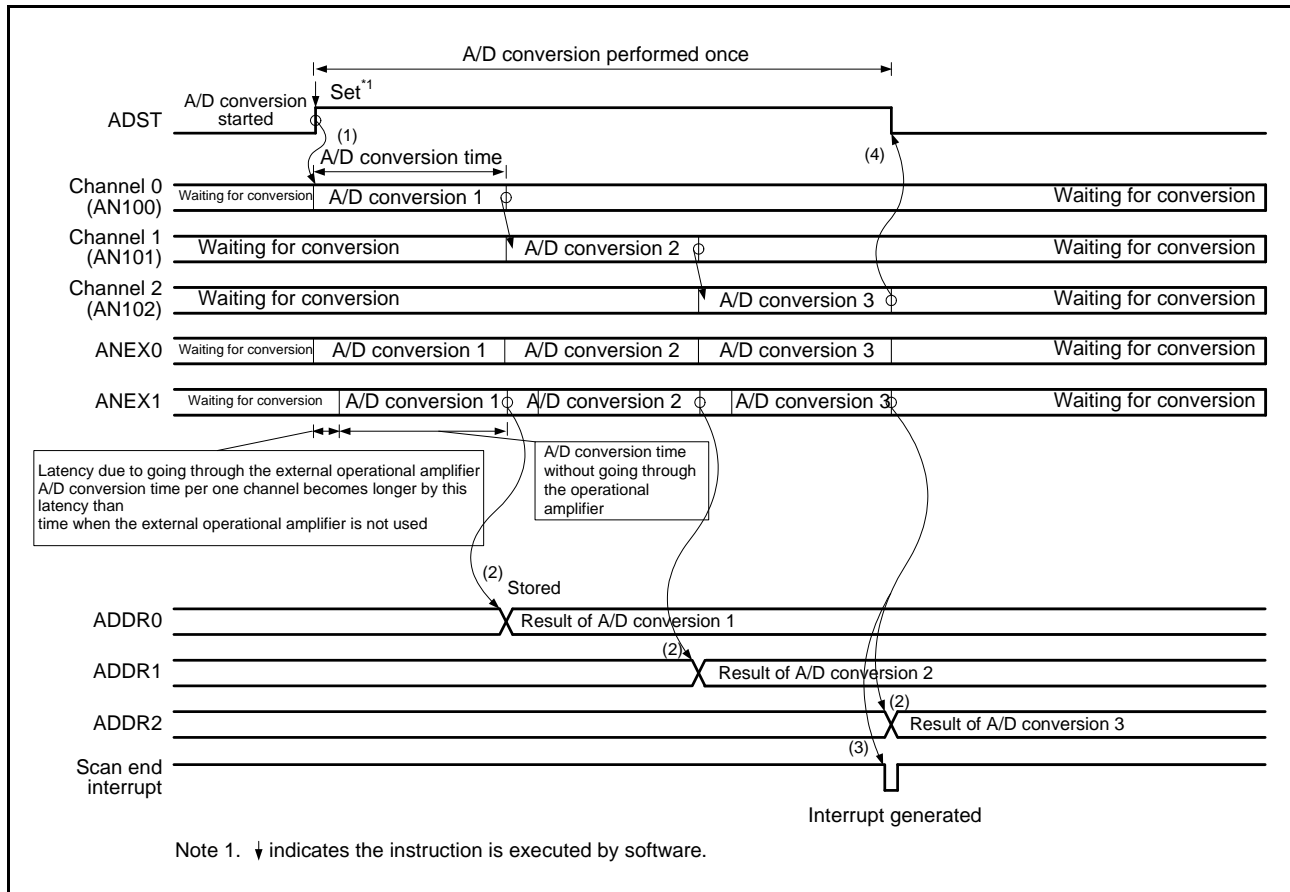 A/D conversion performed once
Set*1
A/D conversion
started
ADST
(1)
(4)
A/D conversion time
Channel 0
(AN100)
Waiting for conversion
A/D conversion 1
Waiting for conversion
Channel 1
(AN101)
Waiting for conversion
A/D conversion 2
Waiting for conversion
Channel 2
(AN102)
Waiting for conversion
A/D conversion 3
Waiting for conversion
ANEX0
Waiting for conversion
A/D conversion 1
A/D conversion 2
A/D conversion 3
Waiting for conversion
ANEX1
Waiting for conversion
A/D conversion 1
A/D conversion 2
A/D conversion 3
Waiting for conversion
Latency due to going through the external operational amplifier
A/D conversion time per one channel becomes longer by this
latency than
time when the external operational amplifier is not used
A/D conversion time
without going through
the operational
amplifier
(2)
Stored
ADDR0
Result of A/D conversion 1
(2)
ADDR1
Result of A/D conversion 2
(2)
ADDR2
Result of A/D conversion 3
(3)
Scan end
interrupt
Interrupt generated
Note 1. ↓ indicates the instruction is executed by software.